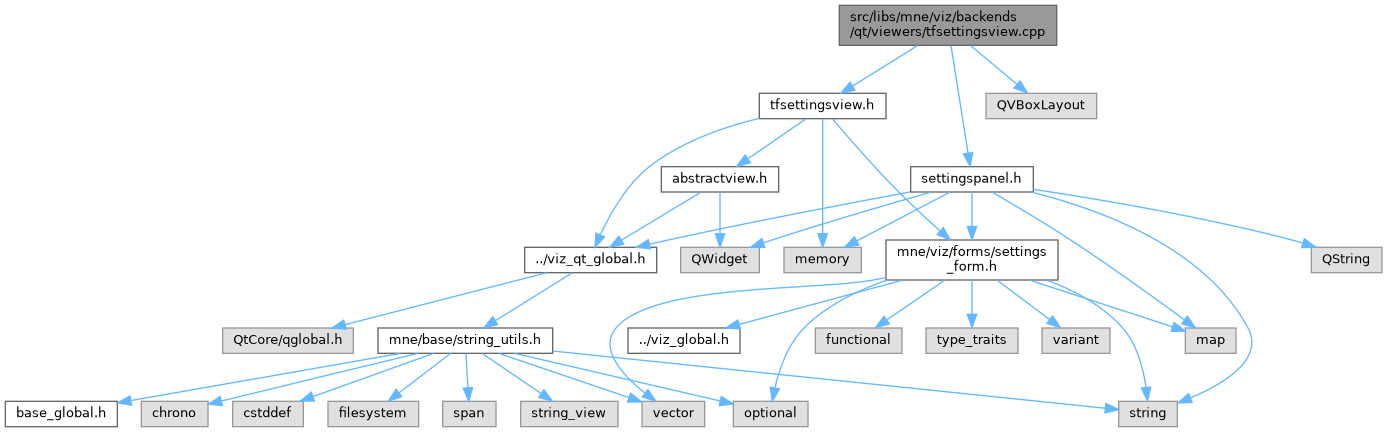 src/libs/mne/viz/backends
/qt/viewers/tfsettingsview.cpp
tfsettingsview.h
QVBoxLayout
abstractview.h
settingspanel.h
../viz_qt_global.h
QWidget
memory
mne/viz/forms/settings
_form.h
QString
QtCore/qglobal.h
mne/base/string_utils.h
../viz_global.h
functional
type_traits
variant
map
base_global.h
chrono
cstddef
filesystem
span
string_view
vector
optional
string